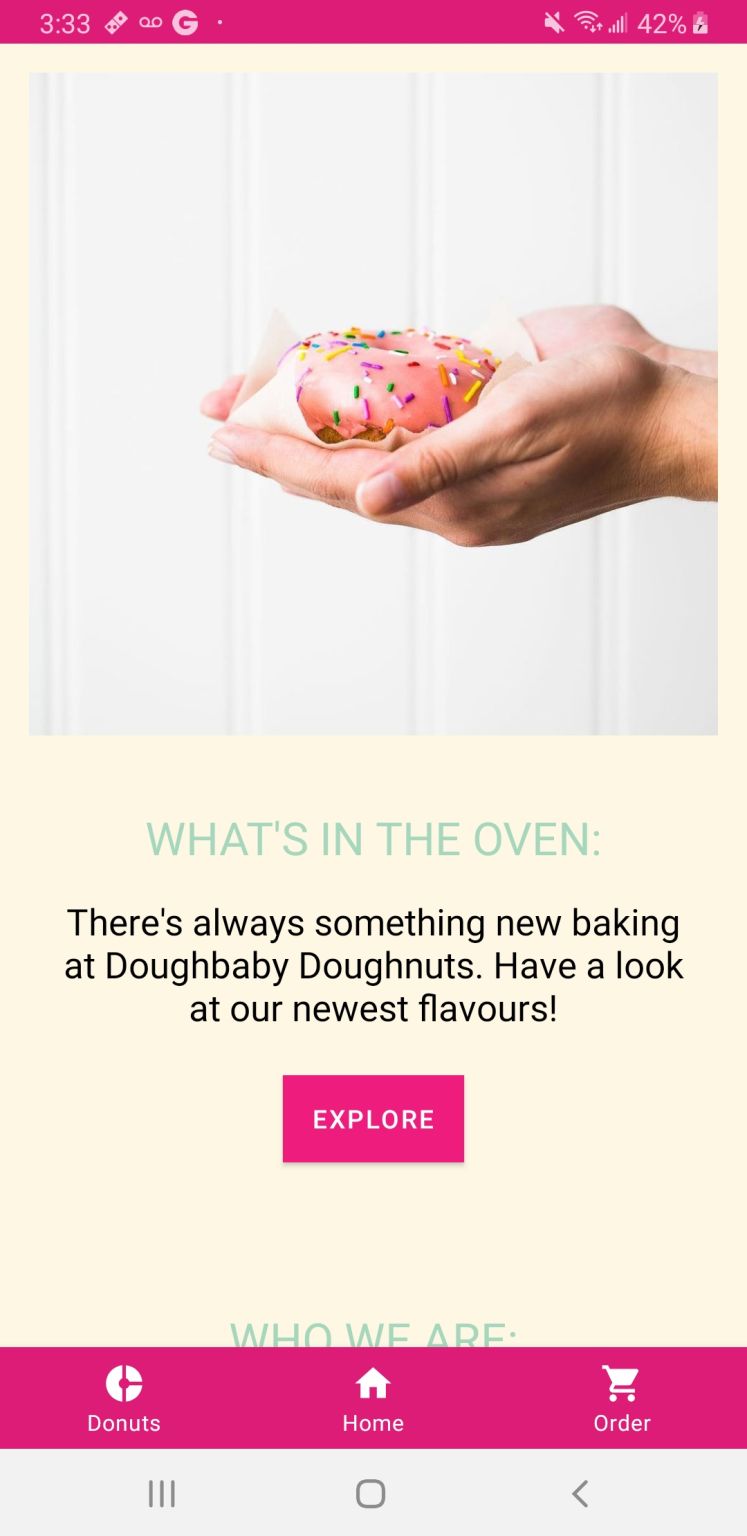 3:33 G 42%
WHAT'S IN THE OVEN:
There's always something new baking
at Doughbaby Doughnuts. Have a look
at our newest flavours!
EXPLORE
WHO WE ARE:
Donuts Home Order